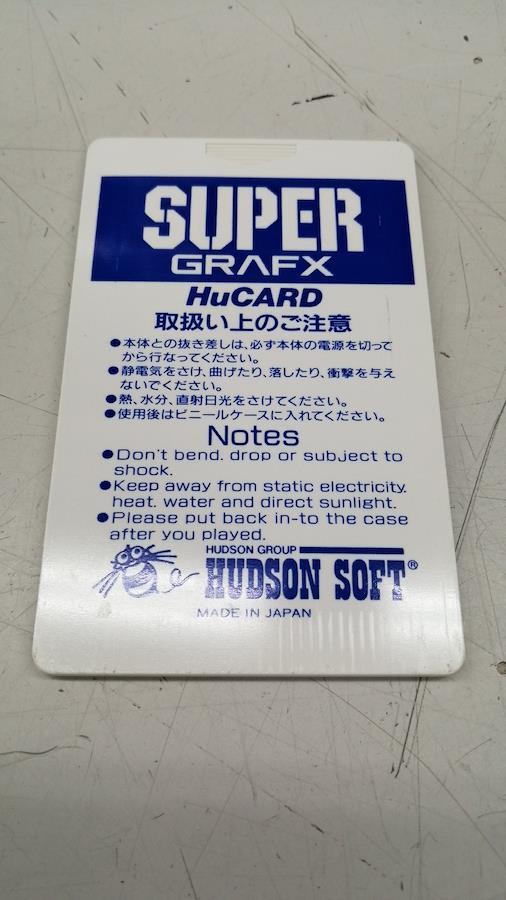 SUPER
GRAFX
HuCARD
取扱い上のご注意
●本体との抜き差しは、必ず本体の電源を切って
から行なってください。
●静電気をさけ、曲げたり、落したり、衝撃を与え
ないでください。
●熱、水分、直射日光をさけてください。
●使用後はビニールケースに入れてください。
Notes
●Don't bend. drop or subject to
shock.
●Keep away from static electricity.
heat. water and direct sunlight.
●Please put back in-to the case
after you played.
HUDSON GROUP
HUDSON SOFT®
MADE IN JAPAN